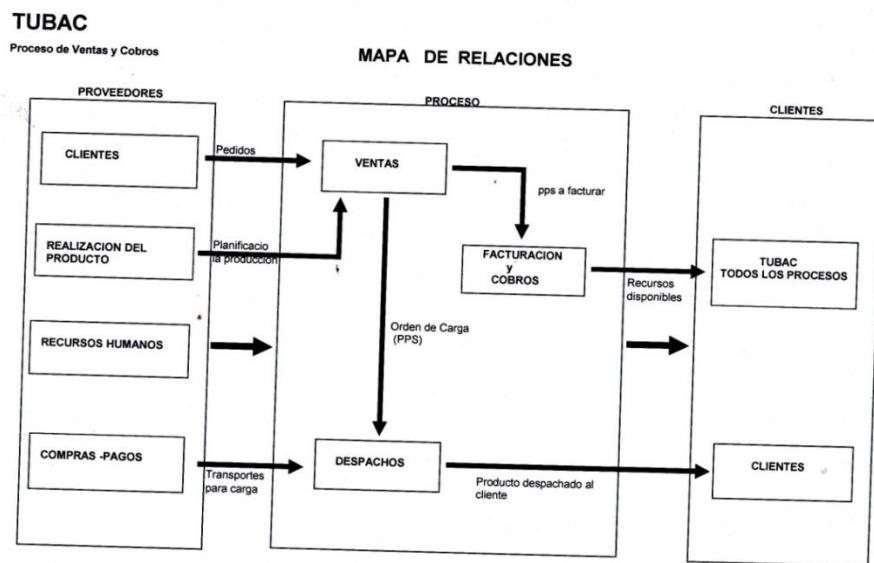 TUBAC
Proceso de Ventas y Cobros
MAPA DE RELACIONES
PROVEEDORES
PROCESO
CLIENTES
CLIENTES
Pedidos
VENTAS
pps a facturar
REALIZACION DEL
PRODUCTO
Planificacio
la producción
FACTURACION
y
COBROS
Recursos
disponibles
TUBAC
TODOS LOS PROCESOS
RECURSOS HUMANOS
Orden de Carga
(PPS)
COMPRAS -PAGOS
Transportes
para carga
DESPACHOS
Producto despachado al
cliente
CLIENTES